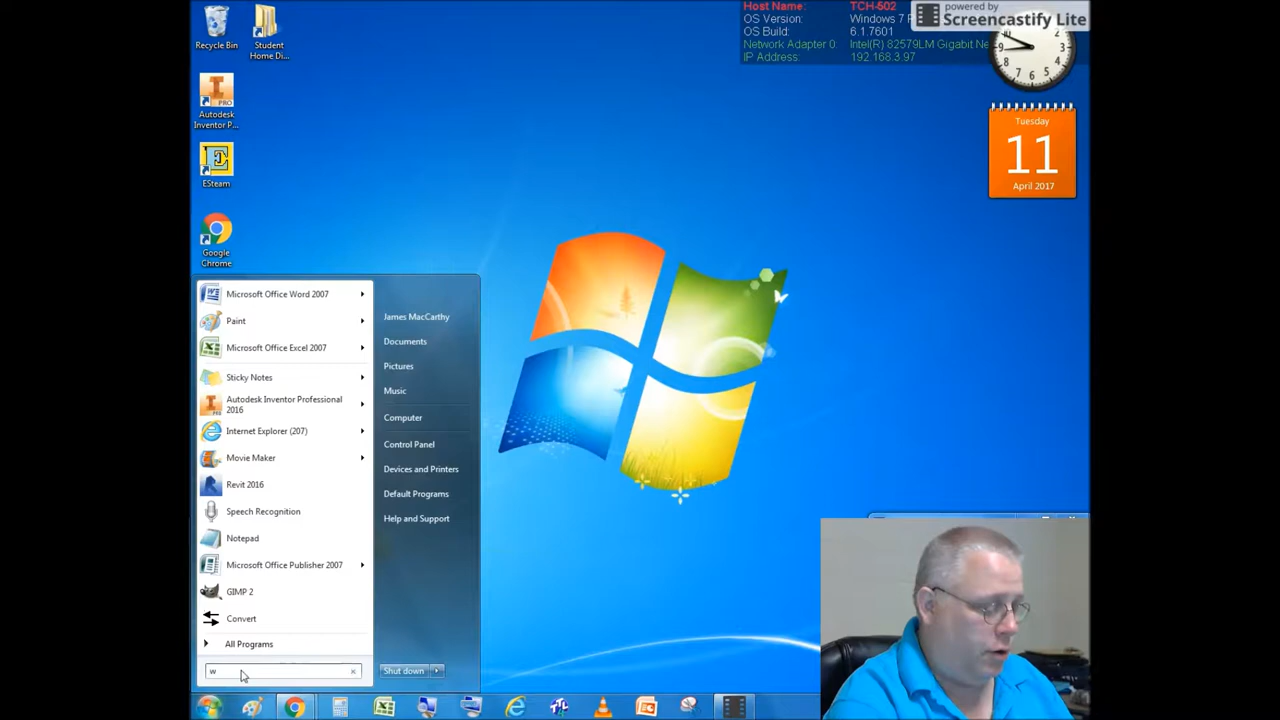 Recycle Bin
Student
Home Di...
Autodesk
Inventor P...
ESteam
Google
Chrome
Host Name: TCH-502
OS Version: Windows 7
OS Build: 6.1.7601
Network Adapter 0: Intel(R) 82579LM Gigabit
IP Address: 192.168.3.97
powered by
Screencastify Lite
Tuesday
11
April 2017
Microsoft Office Word 2007
Paint
Microsoft Office Excel 2007
Sticky Notes
Autodesk Inventor Professional
2016
Internet Explorer (207)
Movie Maker
Revit 2016
Speech Recognition
Notepad
Microsoft Office Publisher 2007
GIMP 2
Convert
All Programs
w
James MacCarthy
Documents
Pictures
Music
Computer
Control Panel
Devices and Printers
Default Programs
Help and Support
Shut down